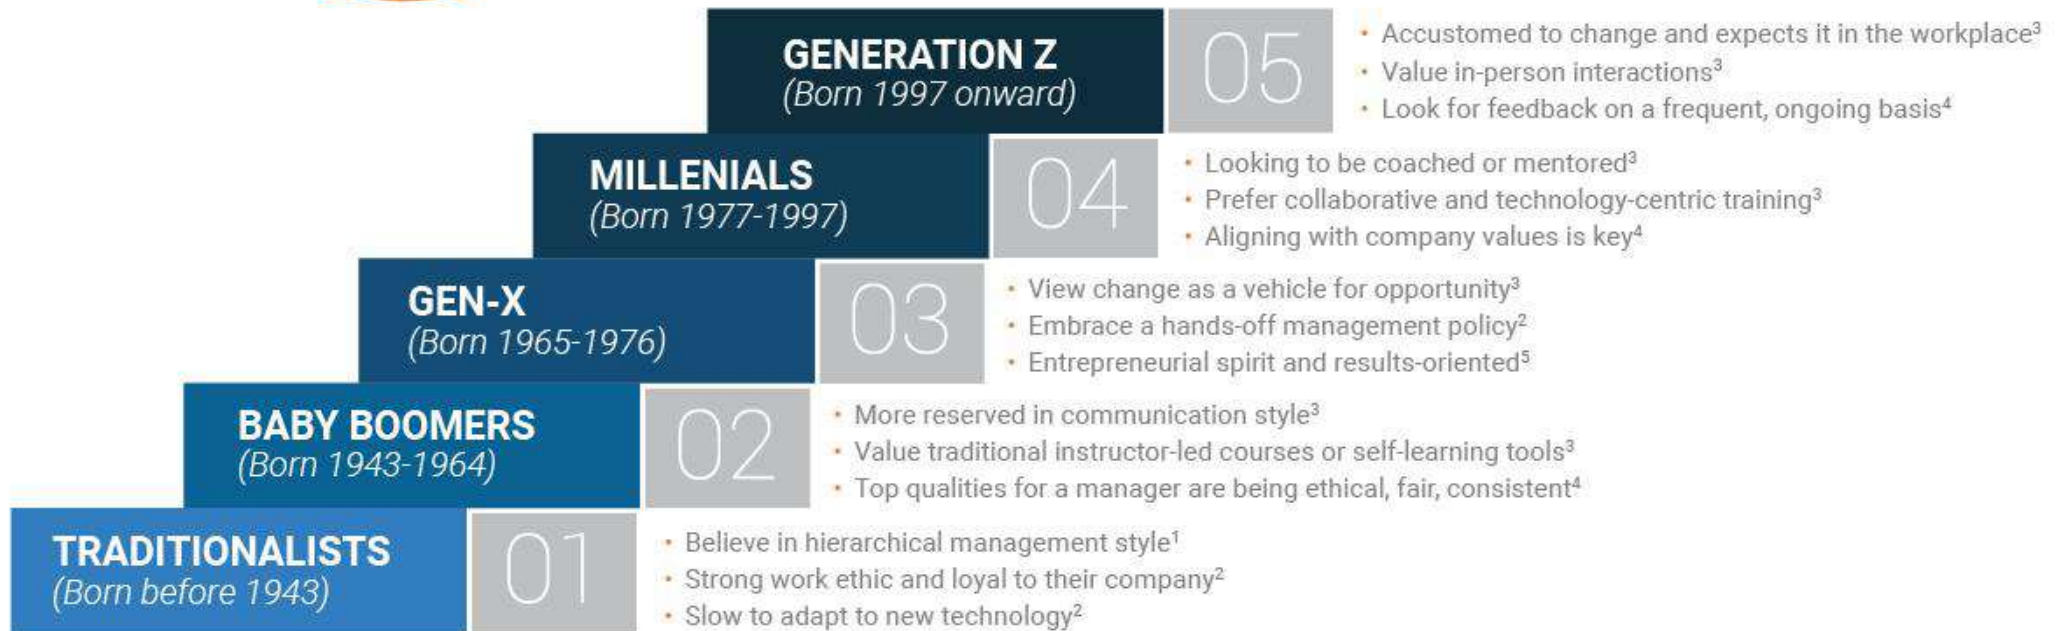 GENERATION Z
(Born 1997 onward)
05
• Accustomed to change and expects it in the workplace³
• Value in-person interactions³
• Look for feedback on a frequent, ongoing basis⁴
MILLENIALS
(Born 1977-1997)
04
• Looking to be coached or mentored³
• Prefer collaborative and technology-centric training³
• Aligning with company values is key⁴
GEN-X
(Born 1965-1976)
03
• View change as a vehicle for opportunity³
• Embrace a hands-off management policy²
• Entrepreneurial spirit and results-oriented⁵
BABY BOOMERS
(Born 1943-1964)
02
• More reserved in communication style³
• Value traditional instructor-led courses or self-learning tools³
• Top qualities for a manager are being ethical, fair, consistent⁴
TRADITIONALISTS
(Born before 1943)
01
• Believe in hierarchical management style¹
• Strong work ethic and loyal to their company²
• Slow to adapt to new technology²